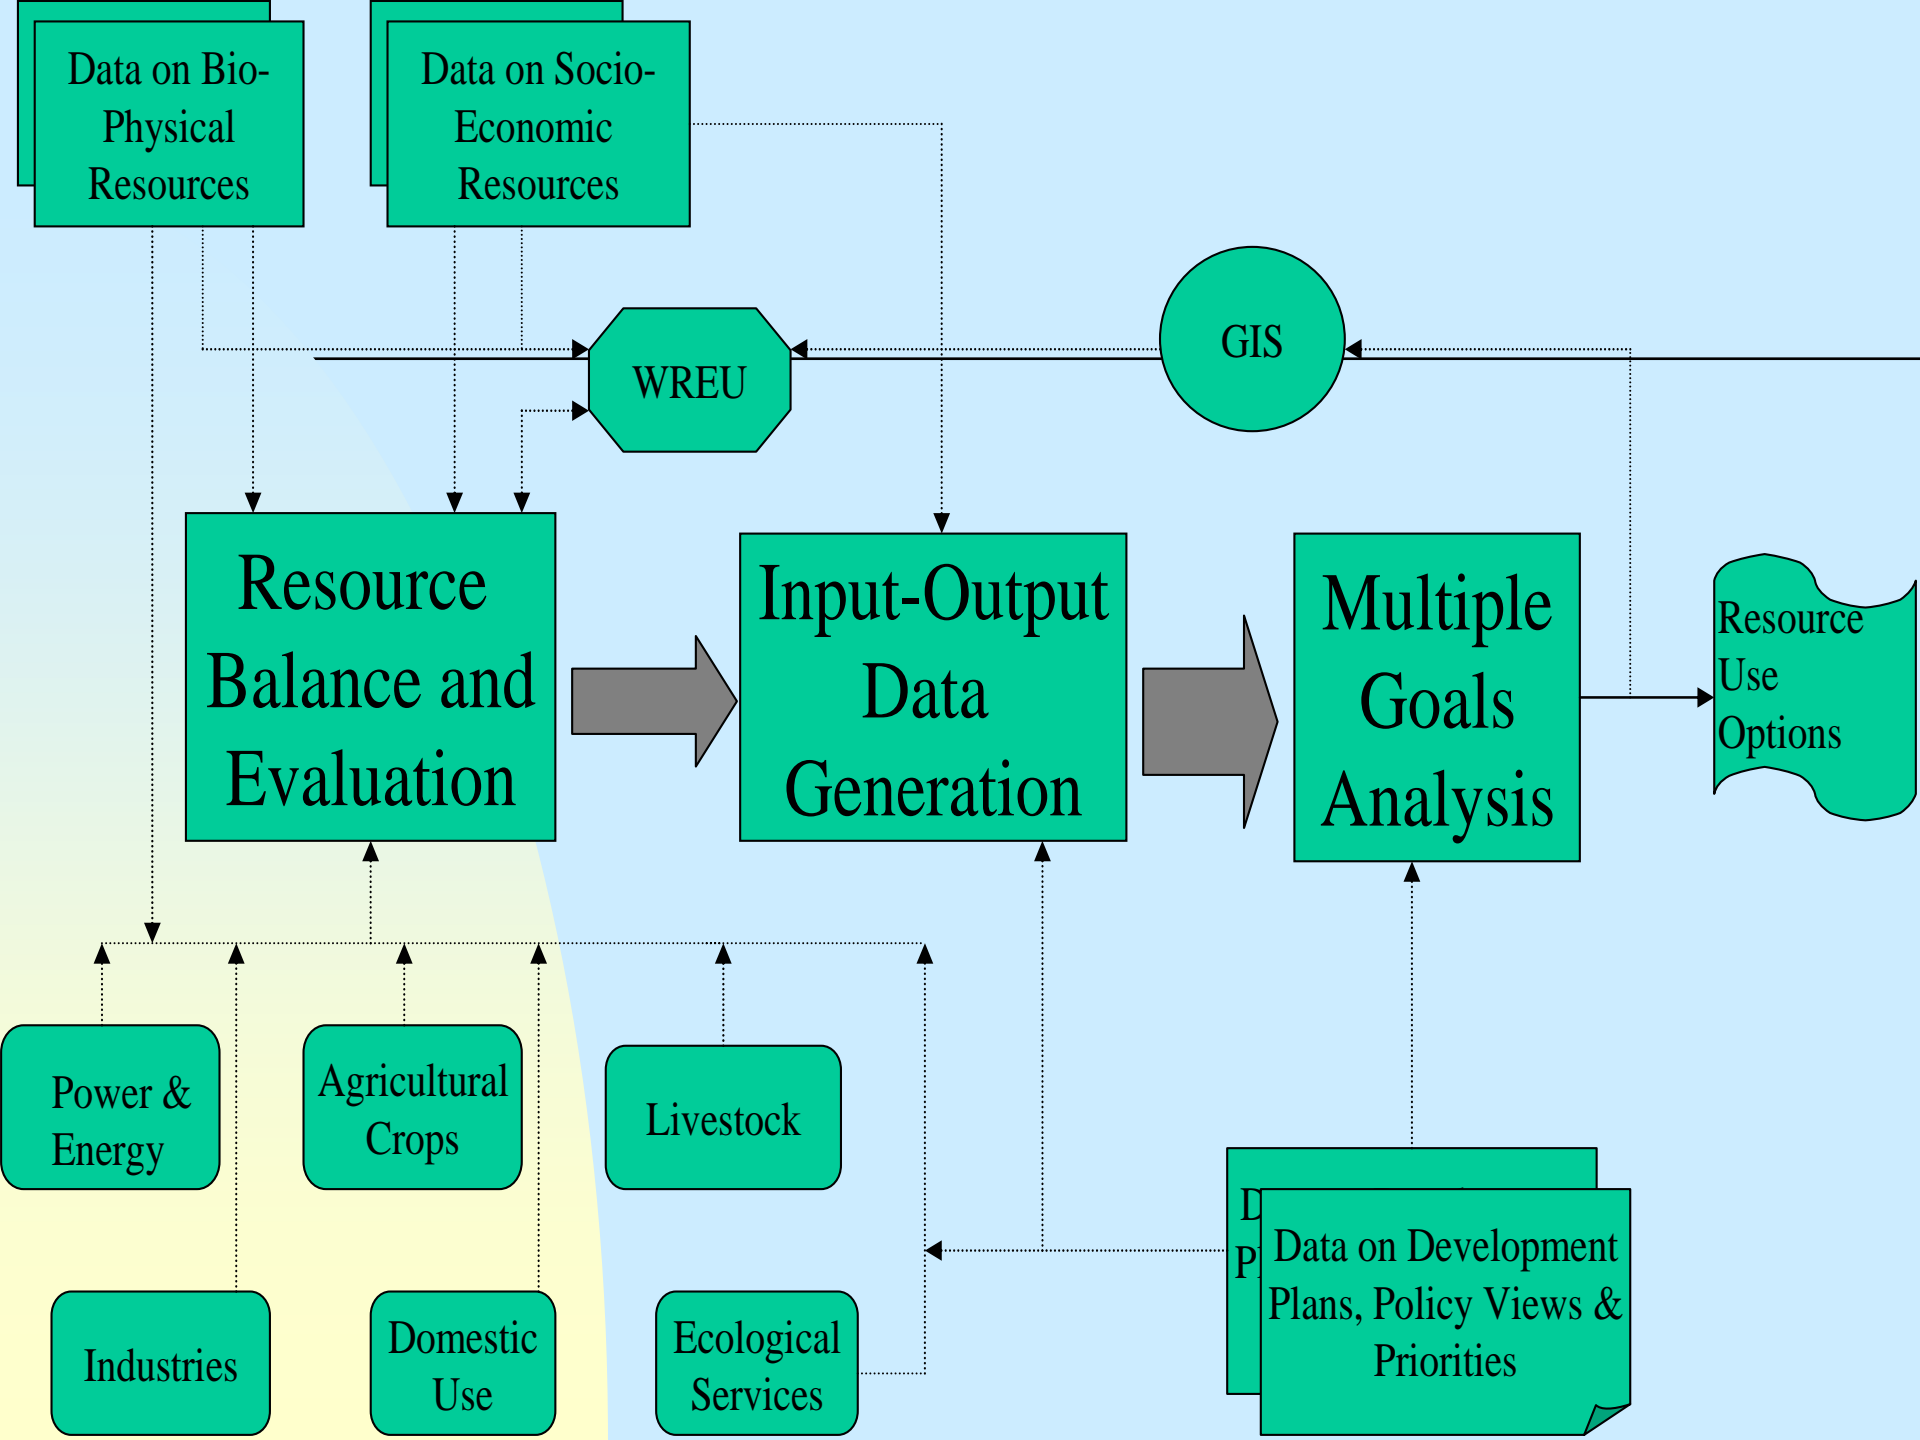 Data on Bio-
Physical
Resources
Data on Socio-
Economic
Resources
GIS
WREU
Resource
Balance and
Evaluation
Input-Output
Data
Generation
Multiple
Goals
Analysis
Resource
Use
Options
Power &
Energy
Agricultural
Crops
Livestock
Industries
Domestic
Use
Ecological
Services
Data on Development
Plans, Policy Views &
Priorities